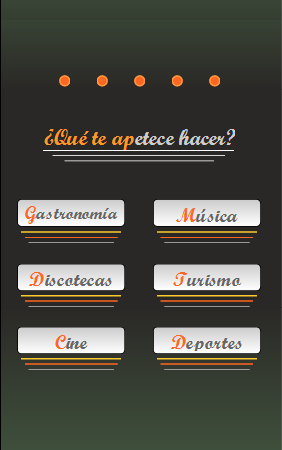 ¿Qué te apetece hacer?
Gastronomía Música
Discotecas Turismo
Cine Deportes